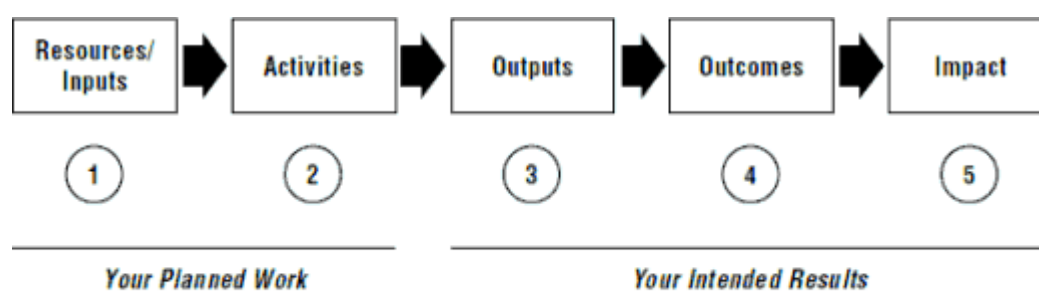 Resources/
Inputs
Activities
Outputs
Outcomes
Impact
1
2
3
4
5
Your Planned Work
Your Intended Results